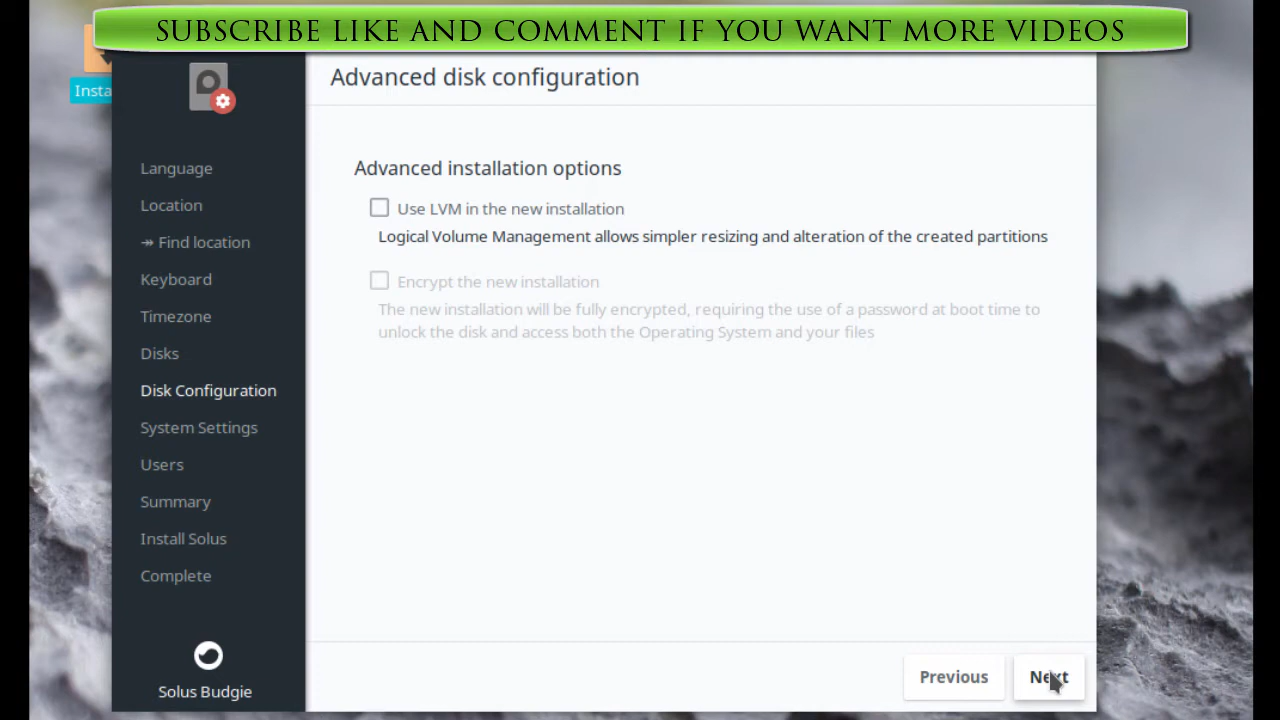 SUBSCRIBE LIKE AND COMMENT IF YOU WANT MORE VIDEOS
Insta
Advanced disk configuration
Language
Location
↠ Find location
Keyboard
Timezone
Disks
Disk Configuration
System Settings
Users
Summary
Install Solus
Complete
Solus Budgie
Advanced installation options
Use LVM in the new installation
Logical Volume Management allows simpler resizing and alteration of the created partitions
Encrypt the new installation
The new installation will be fully encrypted, requiring the use of a password at boot time to
unlock the disk and access both the Operating System and your files
Previous
Next